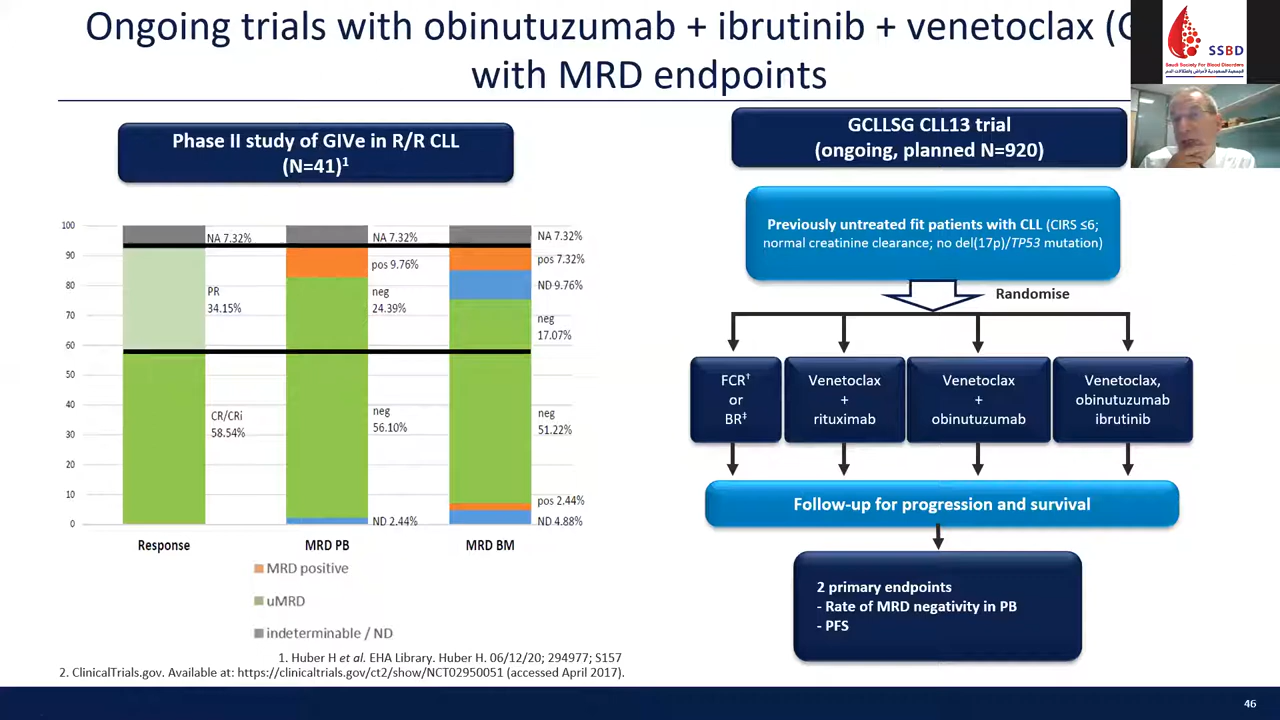 Ongoing trials with obinutuzumab + ibrutinib + venetoclax (
with MRD endpoints
SSBD
Saudi Society For Blood Disorders
Phase II study of GIVe in R/R CLL
(N=41)1
100
90
80
70
60
50
40
30
20
10
0
NA 7.32%
PR
34.15%
CR/CRi
58.54%
NA 7.32%
pos 9.76%
neg
24.39%
neg
56.10%
ND 2.44%
NA 7.32%
pos 7.32%
ND 9.76%
neg
17.07%
neg
51.22%
pos 2.44%
ND 4.88%
Response MRD PB MRD BM
MRD positive
uMRD
indeterminable / ND
1. Huber H et al. EHA Library. Huber H. 06/12/20; 294977; S157
2. ClinicalTrials.gov. Available at: https://clinicaltrials.gov/ct2/show/NCT02950051 (accessed April 2017).
GCLLSG CLL13 trial
(ongoing, planned N=920)
Previously untreated fit patients with CLL (CIRS ≤6;
normal creatinine clearance; no del(17p)/TP53 mutation)
Randomise
FCR†
or
BR‡
Venetoclax
+
rituximab
Venetoclax
+
obinutuzumab
Venetoclax,
obinutuzumab
ibrutinib
Follow-up for progression and survival
2 primary endpoints
- Rate of MRD negativity in PB
- PFS
46